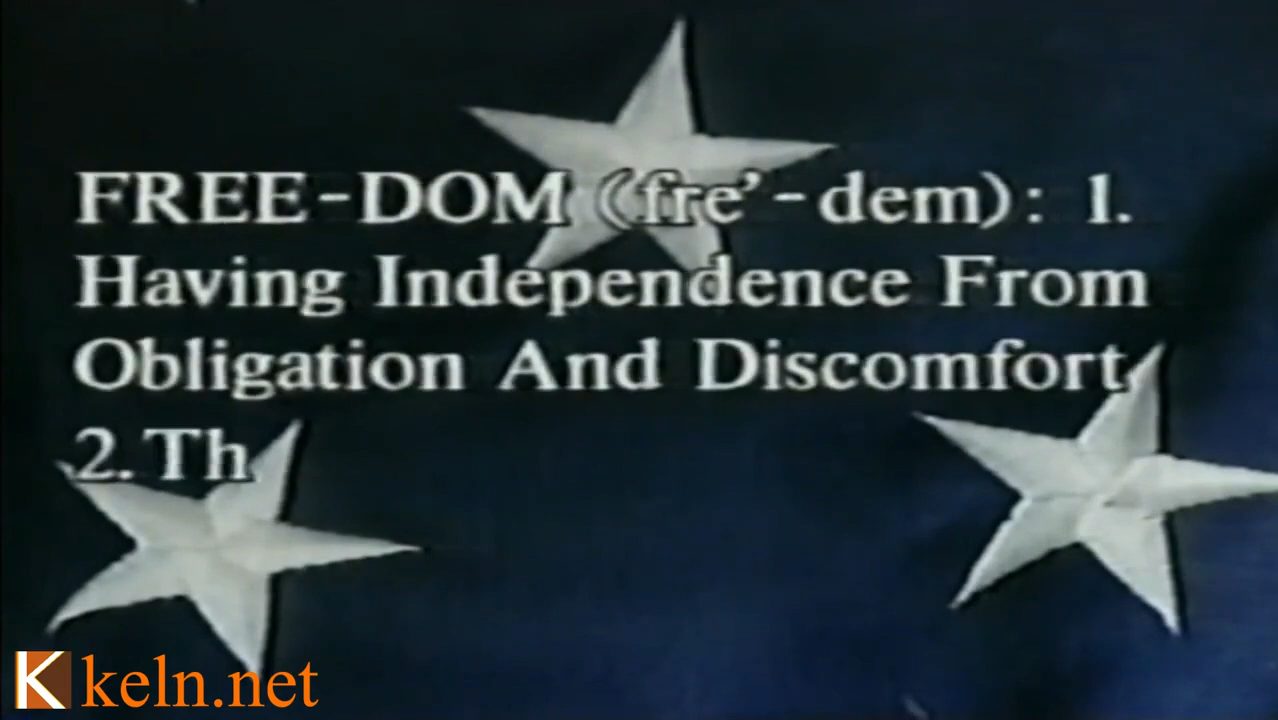 FREE-DOM (fre'-dem): 1.
Having Independence From
Obligation And Discomfort
2. Th
K keln.net